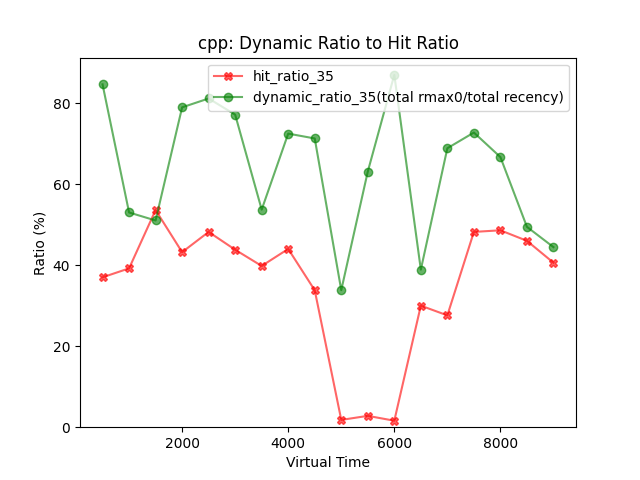 cpp: Dynamic Ratio to Hit Ratio
hit_ratio_35
dynamic_ratio_35(total rmax0/total recency)
Ratio (%)
80
60
40
20
0
2000 4000 6000 8000
Virtual Time